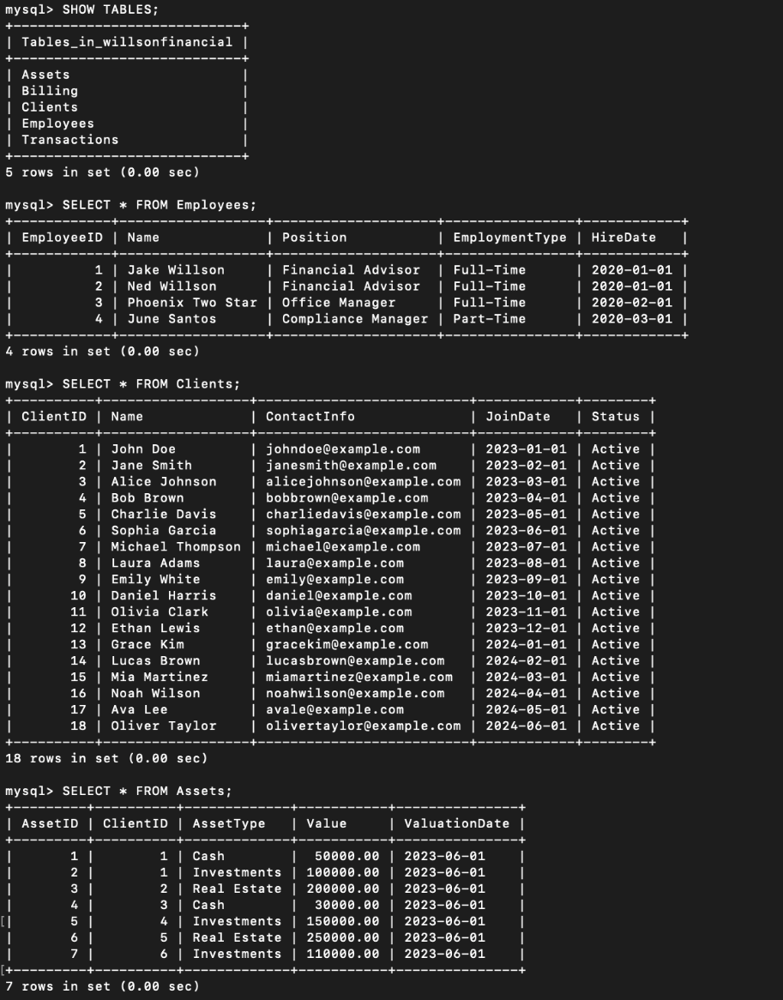 mysql> SHOW TABLES;
+-----------------------------+
| Tables_in_willsonfinancial |
+-----------------------------+
| Assets                      |
| Billing                     |
| Clients                     |
| Employees                   |
| Transactions                |
+-----------------------------+
5 rows in set (0.00 sec)

mysql> SELECT * FROM Employees;
+------------+------------------+--------------------+----------------+------------+
| EmployeeID | Name             | Position           | EmploymentType | HireDate   |
+------------+------------------+--------------------+----------------+------------+
|          1 | Jake Willson     | Financial Advisor  | Full-Time      | 2020-01-01 |
|          2 | Ned Willson      | Financial Advisor  | Full-Time      | 2020-01-01 |
|          3 | Phoenix Two Star | Office Manager     | Full-Time      | 2020-02-01 |
|          4 | June Santos      | Compliance Manager | Part-Time      | 2020-03-01 |
+------------+------------------+--------------------+----------------+------------+
4 rows in set (0.00 sec)

mysql> SELECT * FROM Clients;
+----------+------------------+--------------------------+------------+--------+
| ClientID | Name             | ContactInfo              | JoinDate   | Status |
+----------+------------------+--------------------------+------------+--------+
|        1 | John Doe         | johndoe@example.com      | 2023-01-01 | Active |
|        2 | Jane Smith       | janesmith@example.com    | 2023-02-01 | Active |
|        3 | Alice Johnson    | alicejohnson@example.com | 2023-03-01 | Active |
|        4 | Bob Brown        | bobbrown@example.com     | 2023-04-01 | Active |
|        5 | Charlie Davis    | charliedavis@example.com | 2023-05-01 | Active |
|        6 | Sophia Garcia    | sophiagarcia@example.com | 2023-06-01 | Active |
|        7 | Michael Thompson | michael@example.com      | 2023-07-01 | Active |
|        8 | Laura Adams      | laura@example.com        | 2023-08-01 | Active |
|        9 | Emily White      | emily@example.com        | 2023-09-01 | Active |
|       10 | Daniel Harris    | daniel@example.com       | 2023-10-01 | Active |
|       11 | Olivia Clark     | olivia@example.com       | 2023-11-01 | Active |
|       12 | Ethan Lewis      | ethan@example.com        | 2023-12-01 | Active |
|       13 | Grace Kim        | gracekim@example.com     | 2024-01-01 | Active |
|       14 | Lucas Brown      | lucasbrown@example.com   | 2024-02-01 | Active |
|       15 | Mia Martinez     | miamartinez@example.com  | 2024-03-01 | Active |
|       16 | Noah Wilson      | noahwilson@example.com   | 2024-04-01 | Active |
|       17 | Ava Lee          | avale@example.com        | 2024-05-01 | Active |
|       18 | Oliver Taylor    | olivertaylor@example.com | 2024-06-01 | Active |
+----------+------------------+--------------------------+------------+--------+
18 rows in set (0.00 sec)

mysql> SELECT * FROM Assets;
+---------+----------+-------------+-----------+---------------+
| AssetID | ClientID | AssetType   | Value     | ValuationDate |
+---------+----------+-------------+-----------+---------------+
|       1 |        1 | Cash        |  50000.00 | 2023-06-01    |
|       2 |        1 | Investments | 100000.00 | 2023-06-01    |
|       3 |        2 | Real Estate | 200000.00 | 2023-06-01    |
|       4 |        3 | Cash        |  30000.00 | 2023-06-01    |
[|       5 |        4 | Investments | 150000.00 | 2023-06-01    |
|       6 |        5 | Real Estate | 250000.00 | 2023-06-01    |
|       7 |        6 | Investments | 110000.00 | 2023-06-01    |
[+---------+----------+-------------+-----------+---------------+
7 rows in set (0.00 sec)